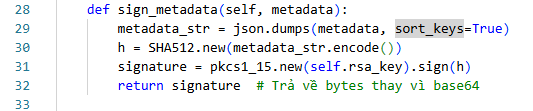 28 def sign_metadata(self, metadata):
29 metadata_str = json.dumps(metadata, sort_keys=True)
30 h = SHA512.new(metadata_str.encode())
31 signature = pkcs1_15.new(self.rsa_key).sign(h)
32 return signature  # Trả về bytes thay vì base64
33